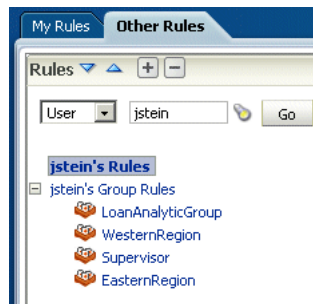 My Rules Other Rules
Rules
User jstein Go
jstein's Rules
jstein's Group Rules
LoanAnalyticGroup
WesternRegion
Supervisor
EasternRegion